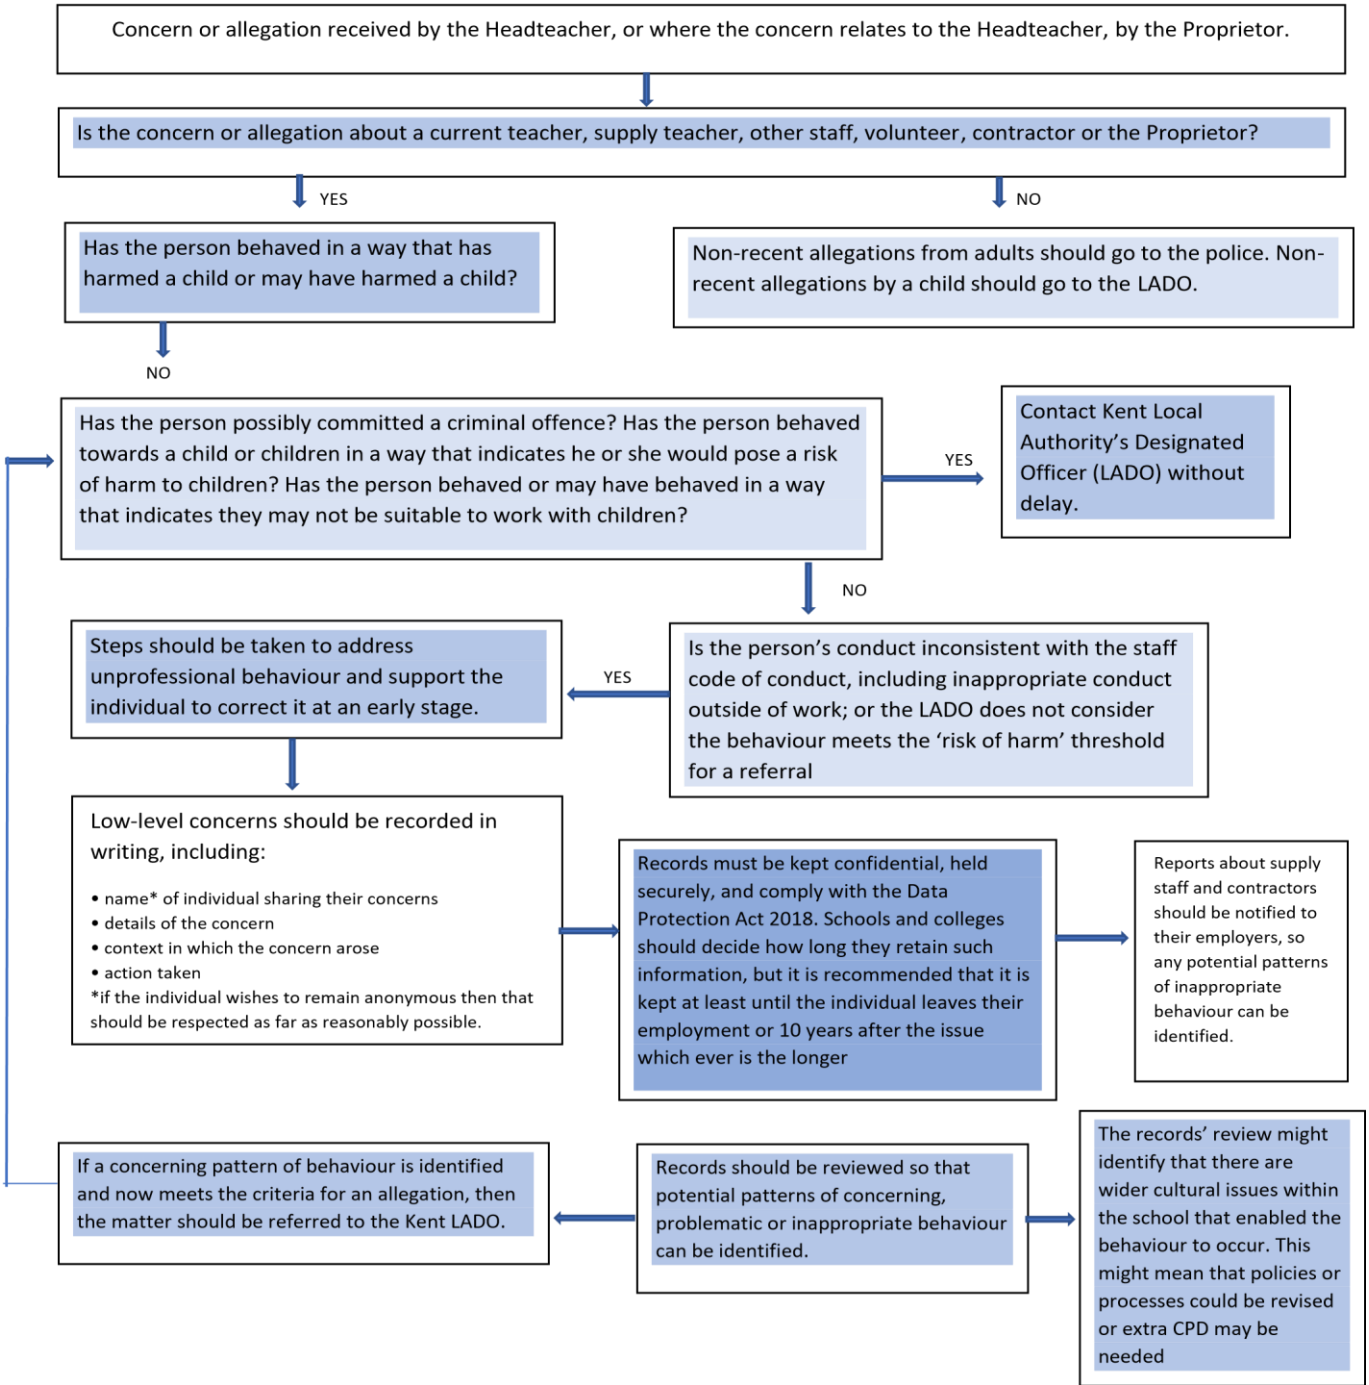 Concern or allegation received by the Headteacher, or where the concern relates to the Headteacher, by the Proprietor.
Is the concern or allegation about a current teacher, supply teacher, other staff, volunteer, contractor or the Proprietor?
YES
NO
Has the person behaved in a way that has
harmed a child or may have harmed a child?
Non-recent allegations from adults should go to the police. Non-
recent allegations by a child should go to the LADO.
NO
Has the person possibly committed a criminal offence? Has the person behaved
towards a child or children in a way that indicates he or she would pose a risk
of harm to children? Has the person behaved or may have behaved in a way
that indicates they may not be suitable to work with children?
YES
Contact Kent Local
Authority’s Designated
Officer (LADO) without
delay.
NO
Steps should be taken to address
unprofessional behaviour and support the
individual to correct it at an early stage.
YES
Is the person’s conduct inconsistent with the staff
code of conduct, including inappropriate conduct
outside of work; or the LADO does not consider
the behaviour meets the ‘risk of harm’ threshold
for a referral
Low-level concerns should be recorded in
writing, including:
• name* of individual sharing their concerns
• details of the concern
• context in which the concern arose
• action taken
*if the individual wishes to remain anonymous then that
should be respected as far as reasonably possible.
Records must be kept confidential, held
securely, and comply with the Data
Protection Act 2018. Schools and colleges
should decide how long they retain such
information, but it is recommended that it is
kept at least until the individual leaves their
employment or 10 years after the issue
which ever is the longer
Reports about supply
staff and contractors
should be notified to
their employers, so
any potential patterns
of inappropriate
behaviour can be
identified.
If a concerning pattern of behaviour is identified
and now meets the criteria for an allegation, then
the matter should be referred to the Kent LADO.
Records should be reviewed so that
potential patterns of concerning,
problematic or inappropriate behaviour
can be identified.
The records’ review might
identify that there are
wider cultural issues within
the school that enabled the
behaviour to occur. This
might mean that policies or
processes could be revised
or extra CPD may be
needed